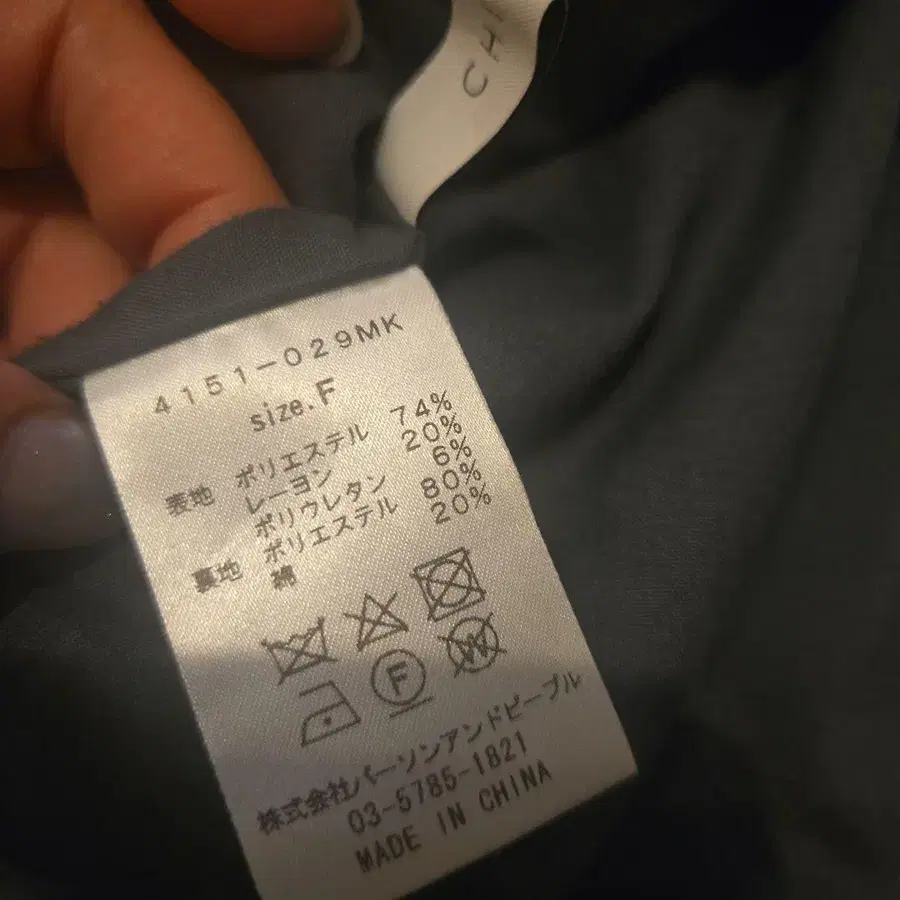 CHI
4151-029MK
size.F
表地 ポリエステル 74%
レーヨン 20%
ポリウレタン 6%
裏地 ポリエステル 80%
綿 20%
F
W
株式会社パーソンアンドピープル
03-5785-1821
MADE IN CHINA